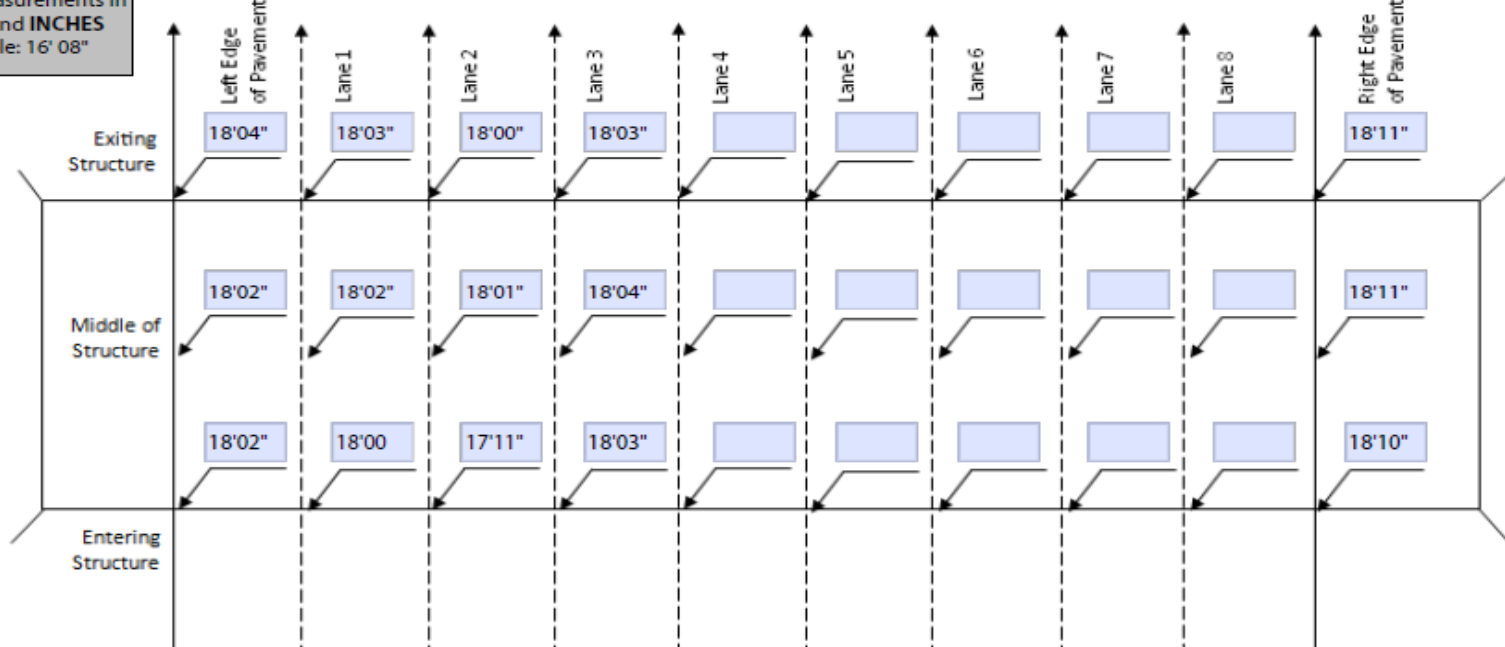 nd INCHES
le: 16' 08"
Left Edge
of Pavement
Lane 1
Lane 2
Lane 3
Lane 4
Lane 5
Lane 6
Lane 7
Lane 8
Right Edge
of Pavement
Exiting
Structure
18'04" 18'03" 18'00" 18'03" 18'11"
Middle of
Structure
18'02" 18'02" 18'01" 18'04" 18'11"
18'02" 18'00 17'11" 18'03" 18'10"
Entering
Structure